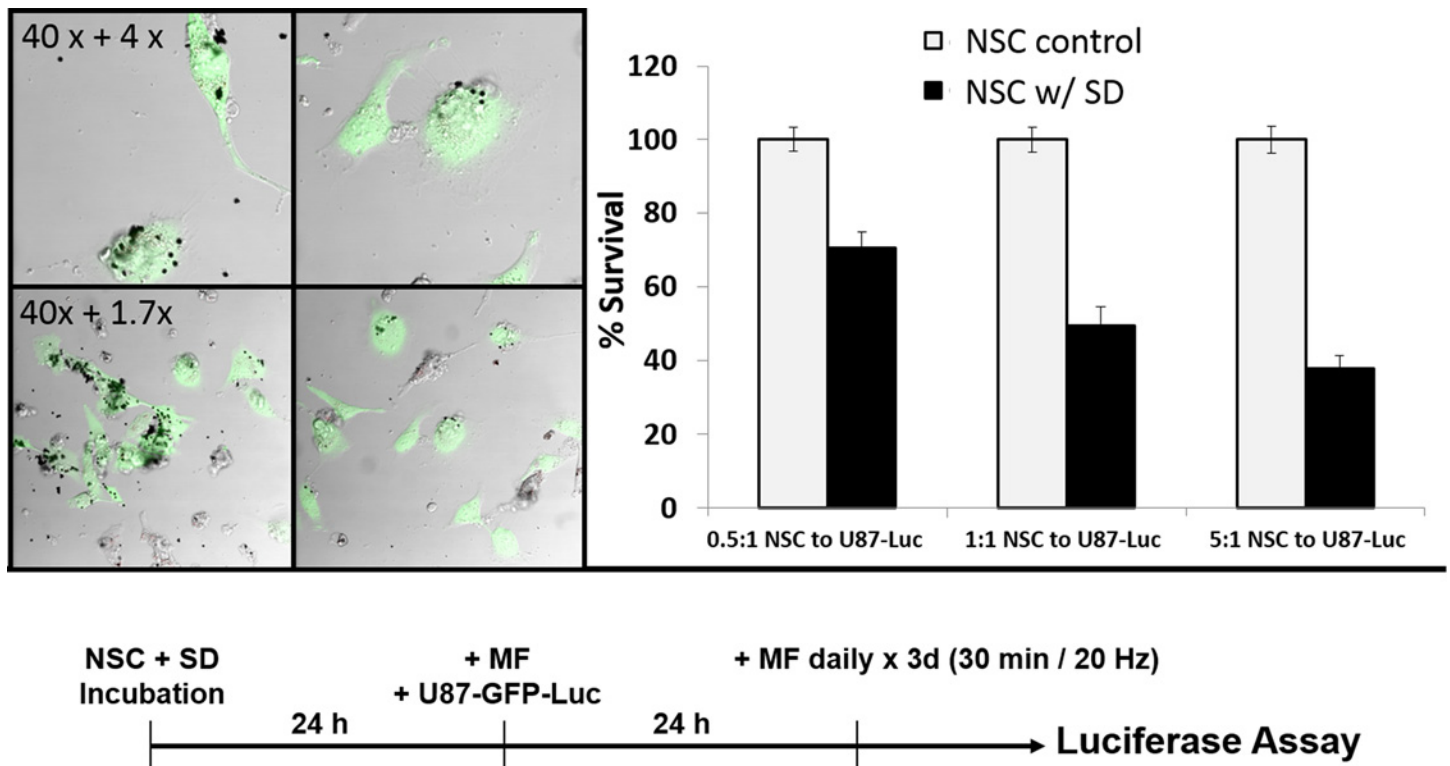 40 x + 4 x
40x + 1.7x
NSC control
NSC w/ SD
% Survival
120
100
80
60
40
20
0
0.5:1 NSC to U87-Luc
1:1 NSC to U87-Luc
5:1 NSC to U87-Luc
NSC + SD
Incubation
24 h
+ MF
+ U87-GFP-Luc
24 h
+ MF daily x 3d (30 min / 20 Hz)
Luciferase Assay